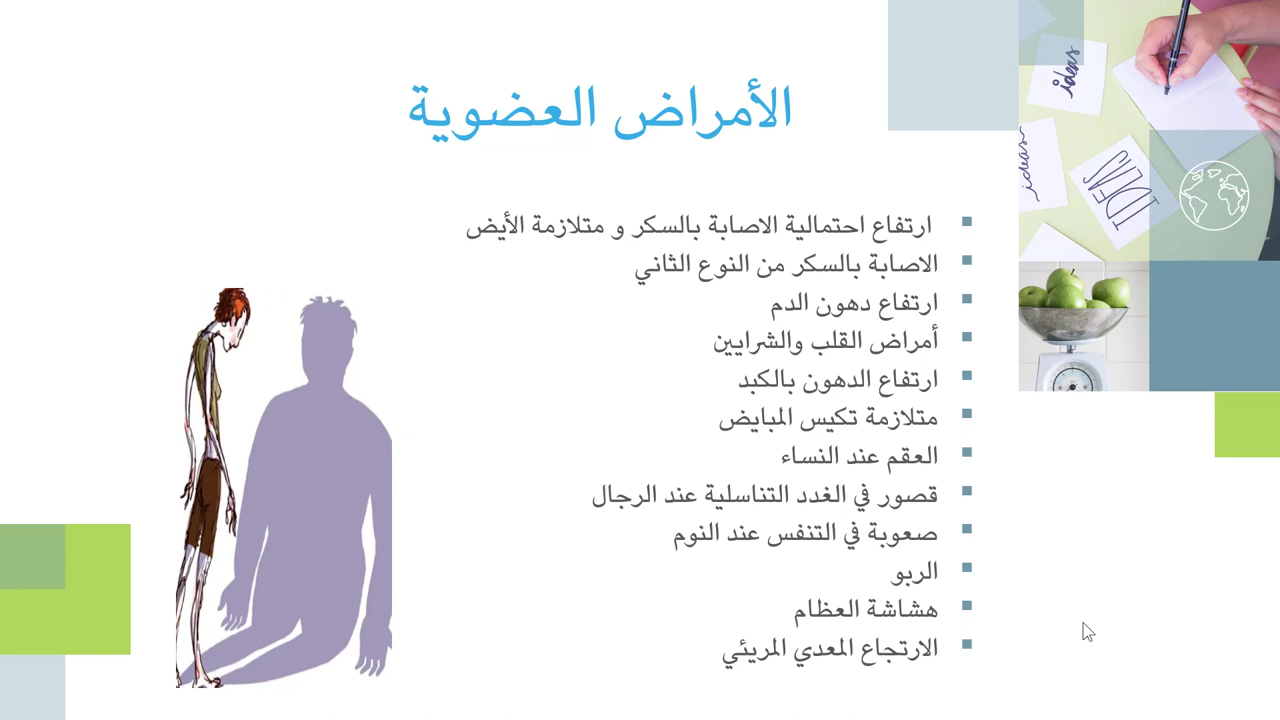 الأمراض العضوية
ارتفاع احتمالية الاصابة بالسكر و متلازمة الأيض
الاصابة بالسكر من النوع الثاني
ارتفاع دهون الدم
أمراض القلب والشرايين
ارتفاع الدهون بالكبد
متلازمة تكيس المبايض
العقم عند النساء
قصور في الغدد التناسلية عند الرجال
صعوبة في التنفس عند النوم
الربو
هشاشة العظام
الارتجاع المعدي المريئي
ideas
ideas
IDEAS